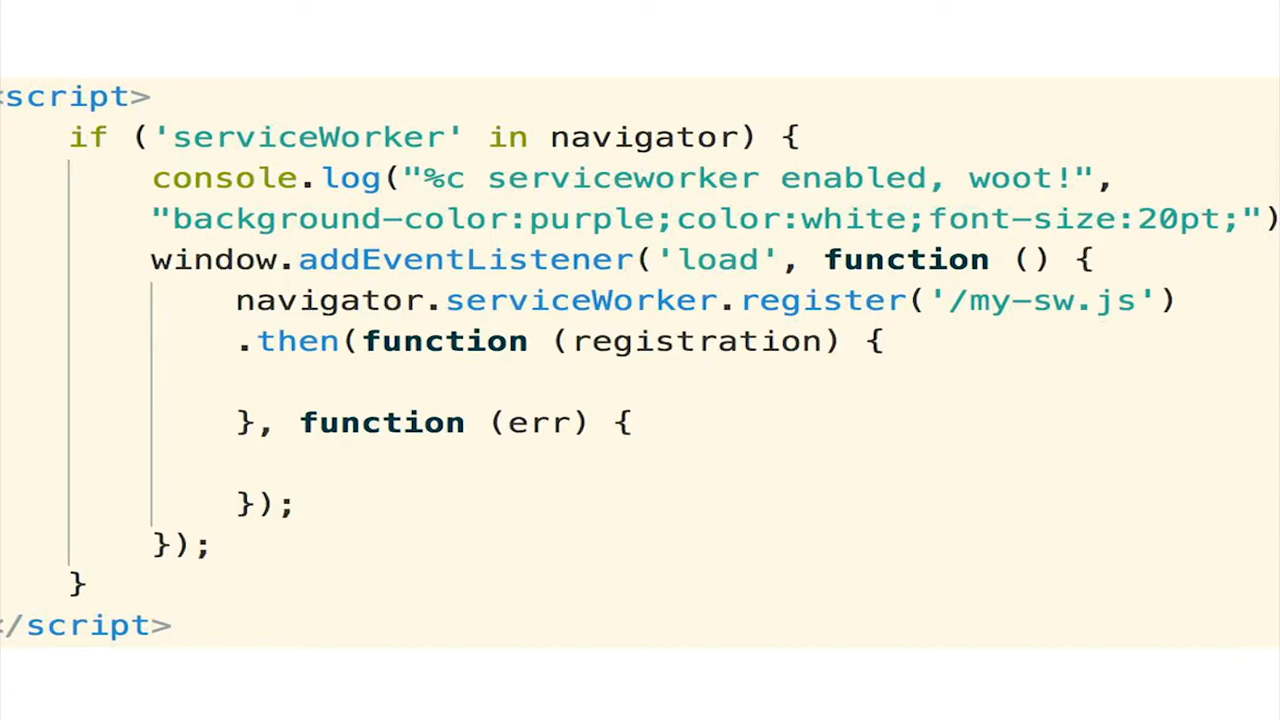 <script>
if ('serviceWorker' in navigator) {
console.log("%c serviceworker enabled, woot!",
"background-color:purple;color:white;font-size:20pt;")
window.addEventListener('load', function () {
navigator.serviceWorker.register('/my-sw.js')
.then(function (registration) {
}, function (err) {
});
});
}
</script>